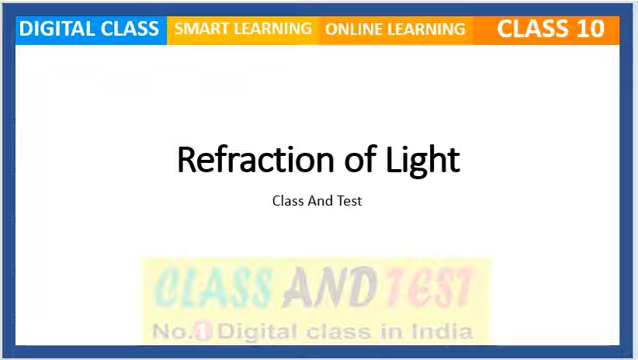 DIGITAL CLASS SMART LEARNING ONLINE LEARNING CLASS 10
Refraction of Light
Class And Test
CLASS AND TEST
No.1 Digital class in India